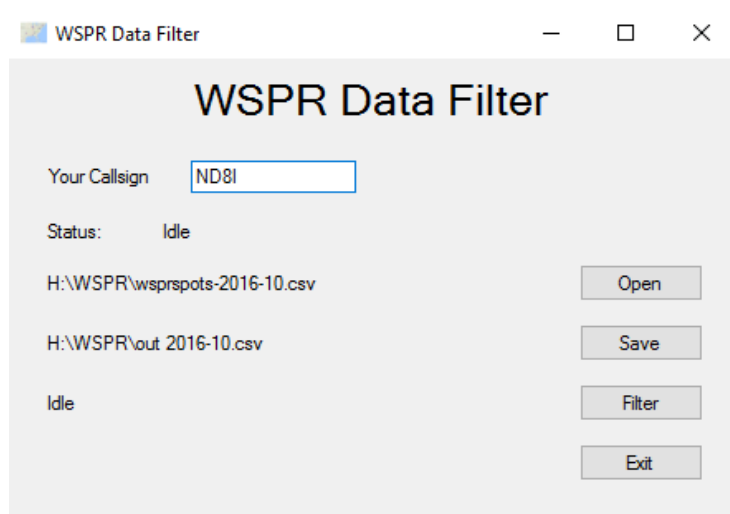 WSPR Data Filter
WSPR Data Filter
Your Callsign ND8I
Status: Idle
H:\WSPR\wsprspots-2016-10.csv Open
H:\WSPR\out 2016-10.csv Save
Idle Filter
Exit